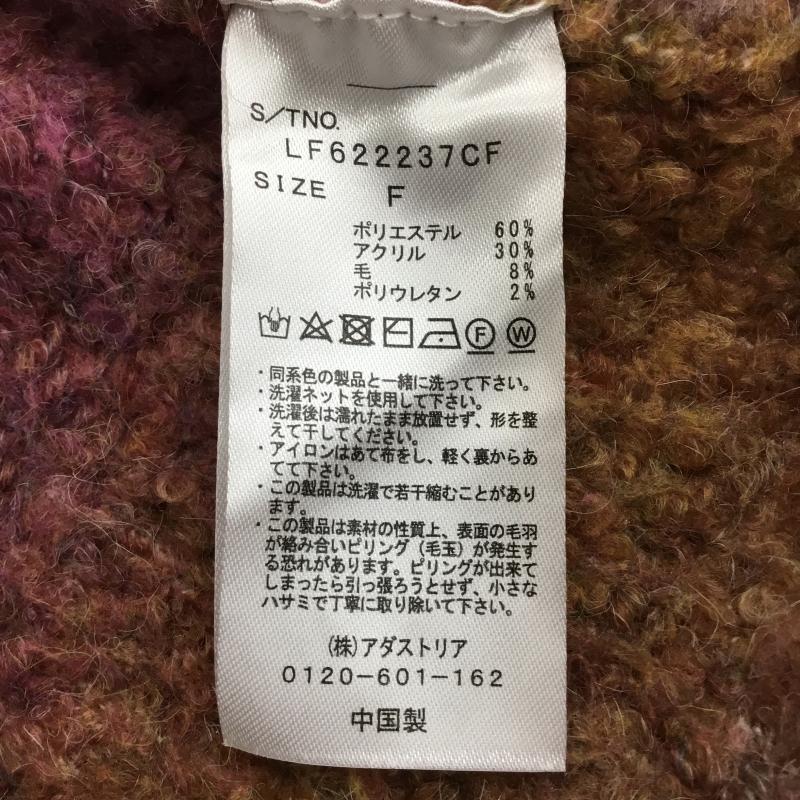 S/TNO.
LF622237CF
SIZE F
ポリエステル 60%
アクリル 30%
毛 8%
ポリウレタン 2%
F W
・同系色の製品と一緒に洗って下さい。
・洗濯ネットを使用して下さい。
・洗濯後は濡れたまま放置せず、形を整
えて干してください。
・アイロンはあて布をし、軽く裏からあ
てて下さい。
・この製品は洗濯で若干縮むことがあり
ます。
・この製品は素材の性質上、表面の毛羽
が絡み合いピリング（毛玉）が発生す
る恐れがあります。ピリングが出来て
しまったら引っ張ろうとせず、小さな
ハサミで丁寧に取り除いて下さい。
(株)アダストリア
0120-601-162
中国製